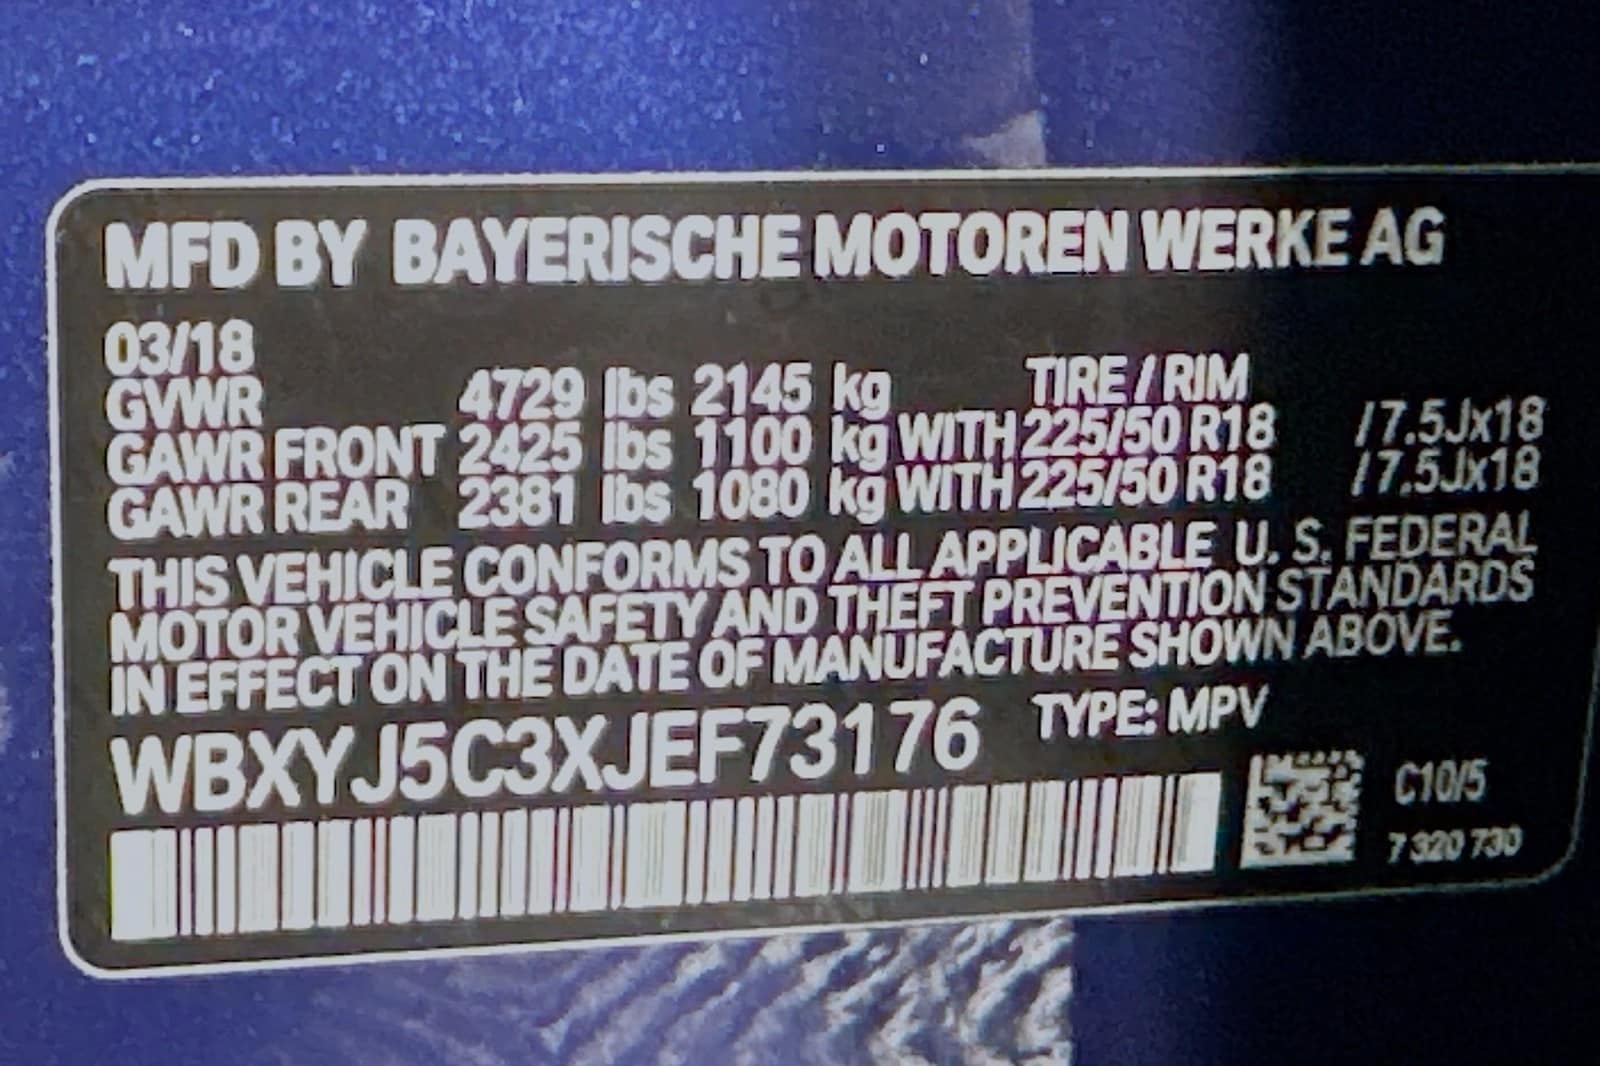 MFD BY BAYERISCHE MOTOREN WERKE AG
03/18
GVWR 4729 lbs 2145 kg TIRE / RIM
GAWR FRONT 2425 lbs 1100 kg WITH 225/50 R18 / 7.5Jx18
GAWR REAR 2381 lbs 1080 kg WITH 225/50 R18 / 7.5Jx18
THIS VEHICLE CONFORMS TO ALL APPLICABLE U. S. FEDERAL
MOTOR VEHICLE SAFETY AND THEFT PREVENTION STANDARDS
IN EFFECT ON THE DATE OF MANUFACTURE SHOWN ABOVE.
WBXYJ5C3XJEF73176 TYPE: MPV
C10/5
7 320 730